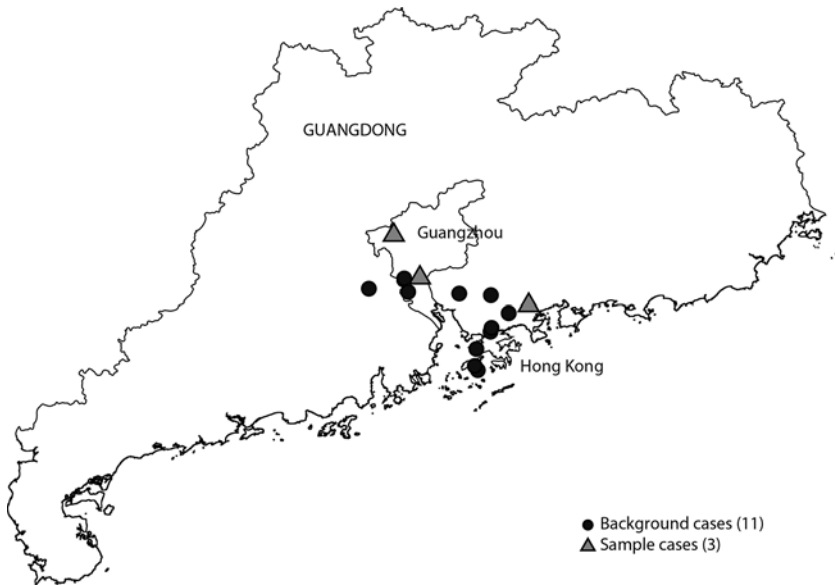 GUANGDONG
Guangzhou
Hong Kong
Background cases (11)
Sample cases (3)